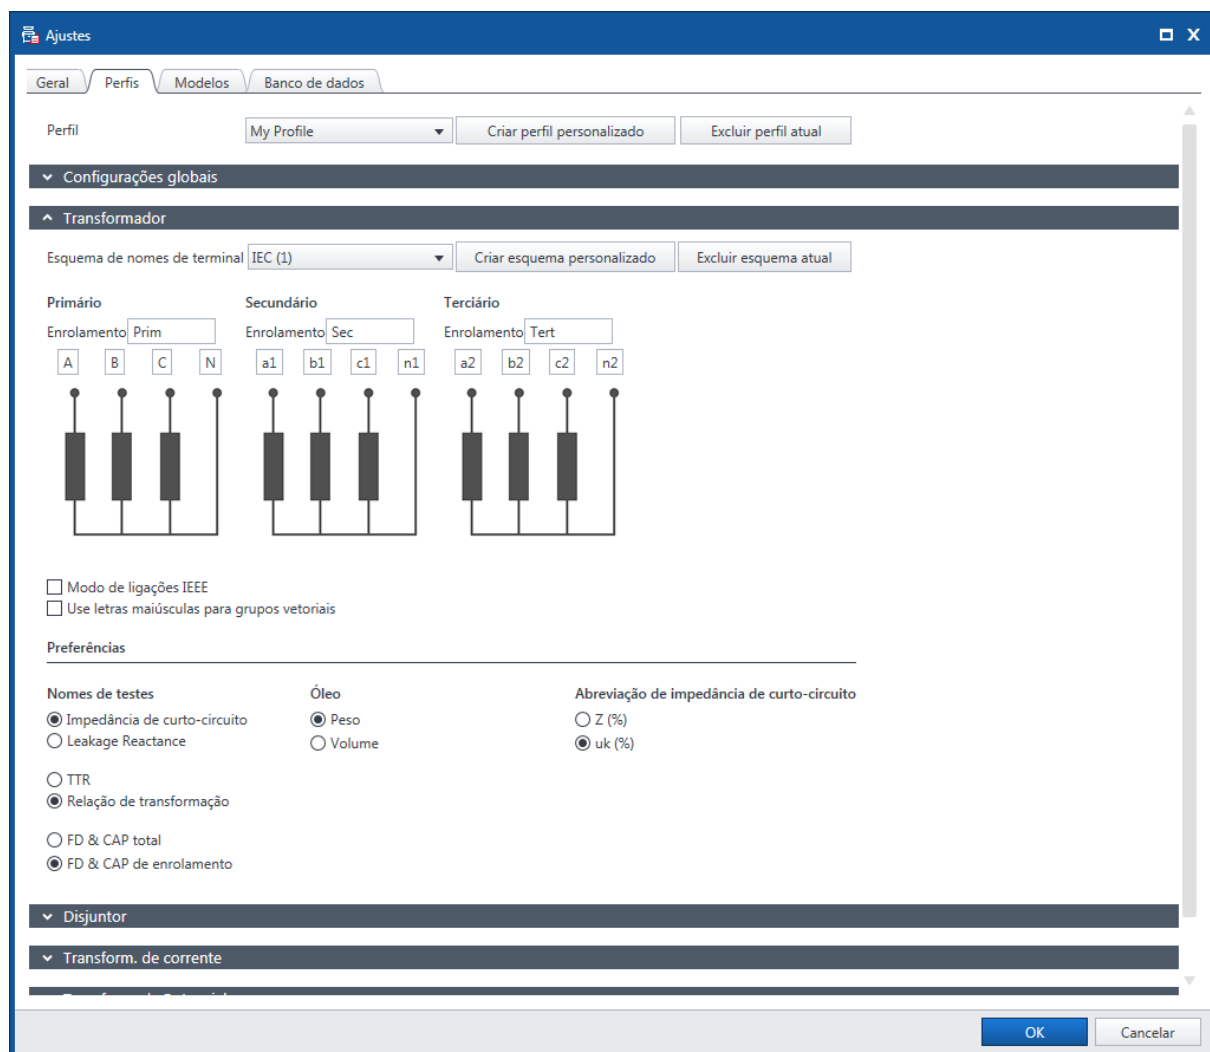 Ajustes
Geral Perfis Modelos Banco de dados
Perfil My Profile Criar perfil personalizado Excluir perfil atual
Configurações globais
Transformador
Esquema de nomes de terminal IEC (1) Criar esquema personalizado Excluir esquema atual
Primário Secundário Terciário
Enrolamento Prim Enrolamento Sec Enrolamento Tert
A B C N a1 b1 c1 n1 a2 b2 c2 n2
Modo de ligações IEEE
Use letras maiúsculas para grupos vetoriais
Preferências
Nomes de testes Óleo Abreviação de impedância de curto-circuito
Impedância de curto-circuito Peso Z (%)
Leakage Reactance Volume uk (%)
TTR
Relação de transformação
FD & CAP total
FD & CAP de enrolamento
Disjuntor
Transform. de corrente
OK Cancelar